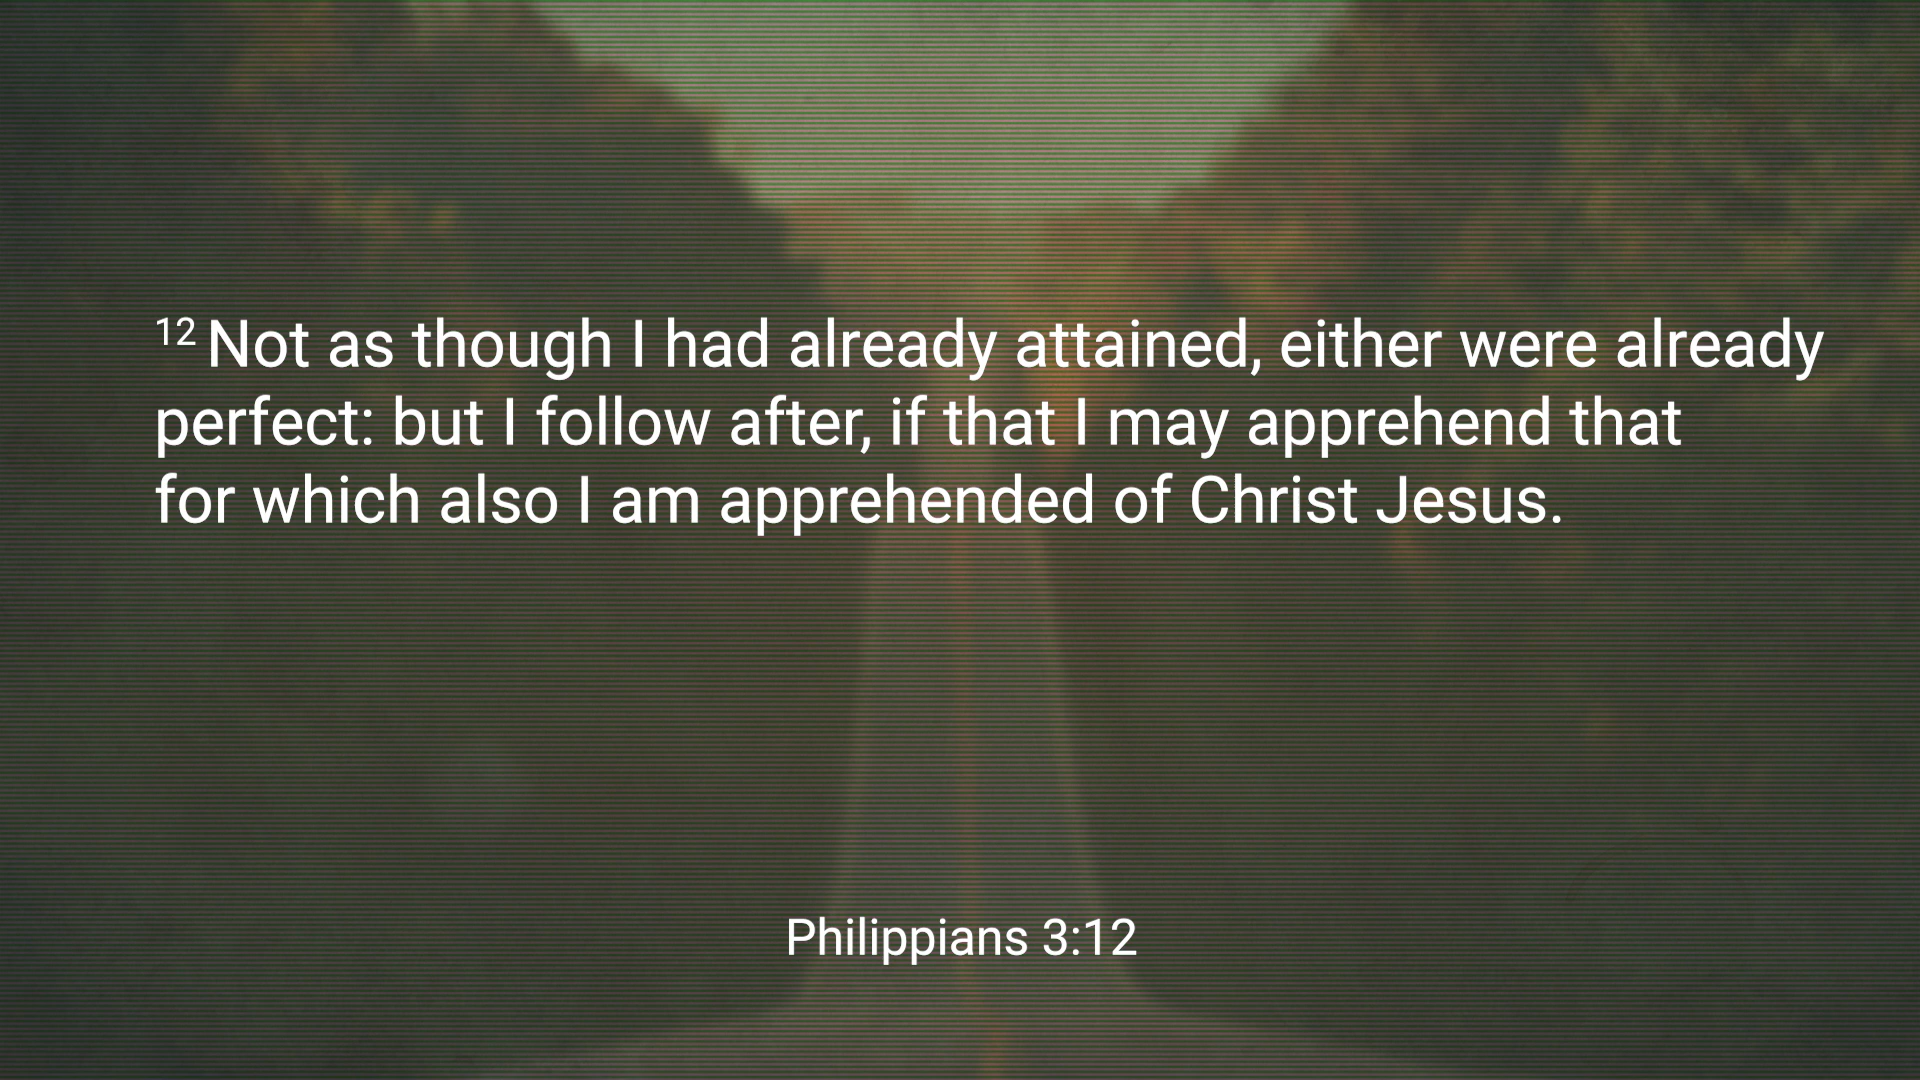 12 Not as though I had already attained, either were already
perfect: but I follow after, if that I may apprehend that
for which also I am apprehended of Christ Jesus.
Philippians 3:12